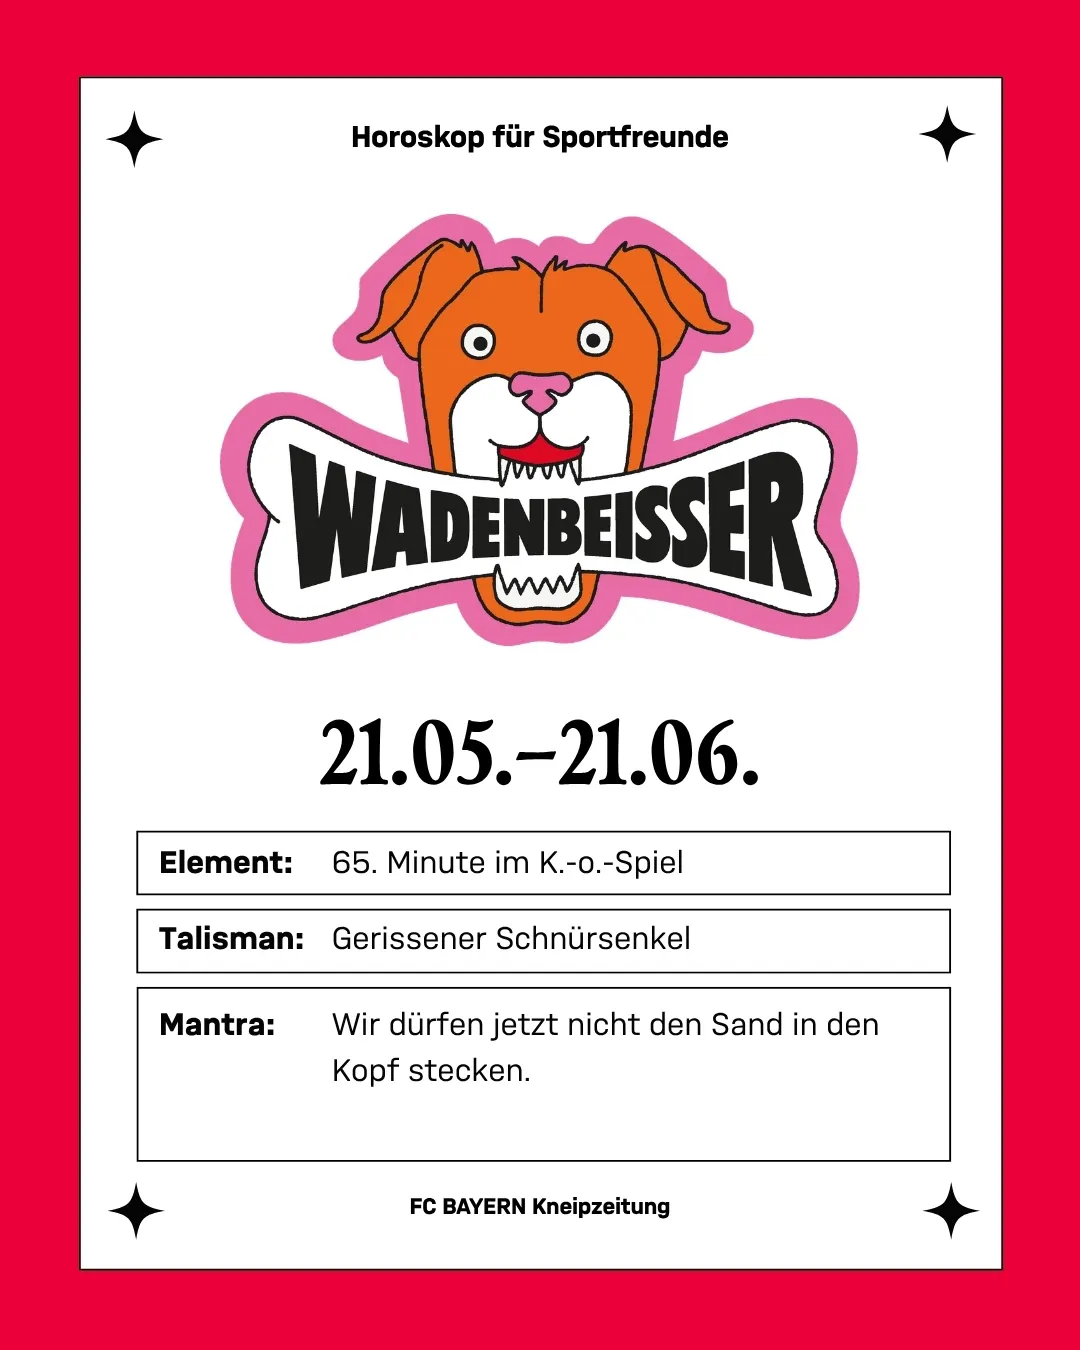 Horoskop für Sportfreunde
WADENBEISSER
21.05.–21.06.
Element: 65. Minute im K.-o.-Spiel
Talisman: Gerissener Schnürsenkel
Mantra: Wir dürfen jetzt nicht den Sand in den
Kopf stecken.
FC BAYERN Kneipzeitung